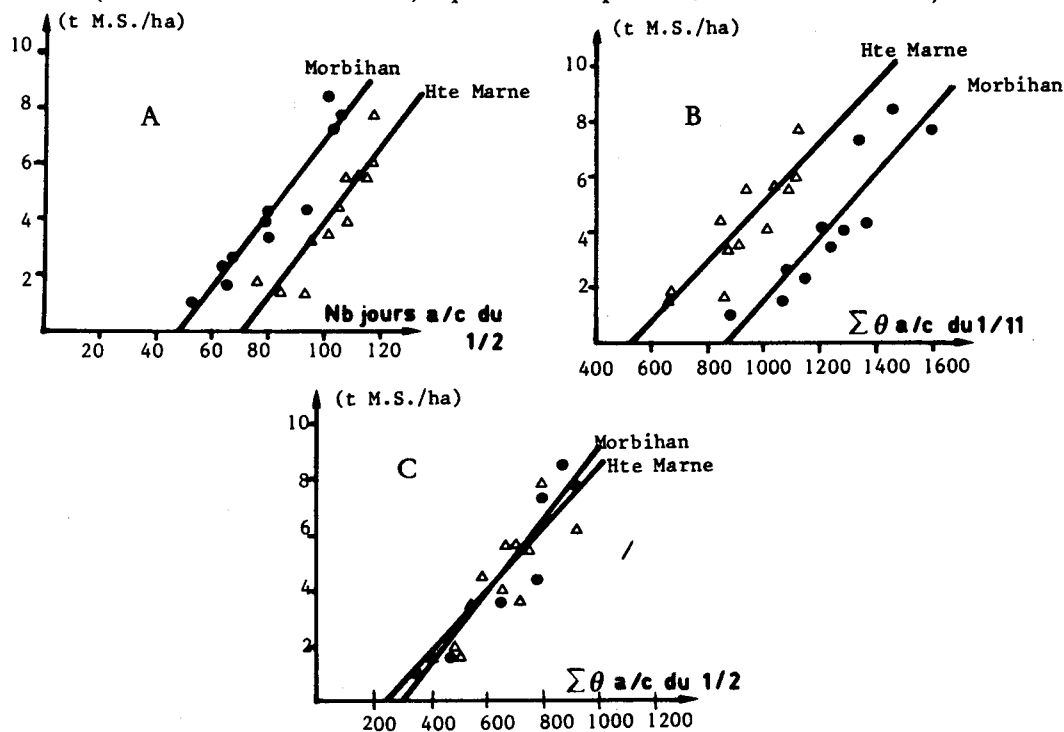 (t M.S./ha)
10
8
6
4
2
A
Morbihan
Hte Marne
Nb jours a/c du
1/2
20 40 60 80 100 120
(t M.S./ha)
10
8
6
4
2
B
Hte Marne
Morbihan
∑θ a/c du 1/11
400 600 800 1000 1200 1400 1600
(t M.S./ha)
10
8
6
4
2
C
Morbihan
Hte Marne
∑θ a/c du 1/2
200 400 600 800 1000 1200